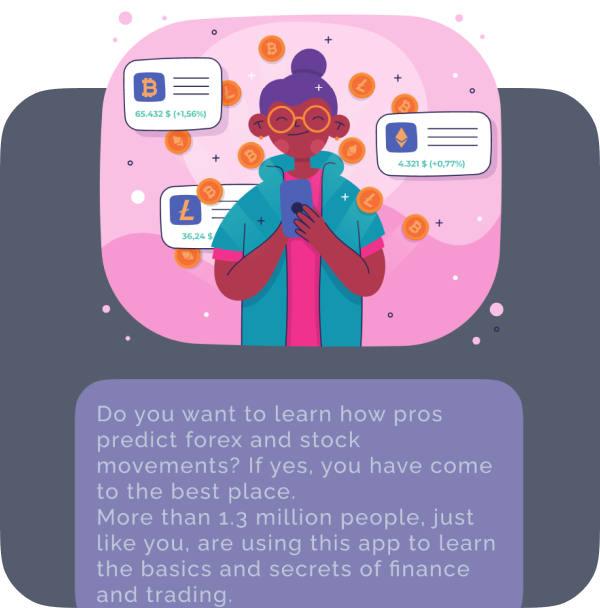 65.432 $ (+1,56%)
4.321 $ (+0,77%)
36,24 $
Do you want to learn how pros
predict forex and stock
movements? If yes, you have come
to the best place.
More than 1.3 million people, just
like you, are using this app to learn
the basics and secrets of finance
and trading.